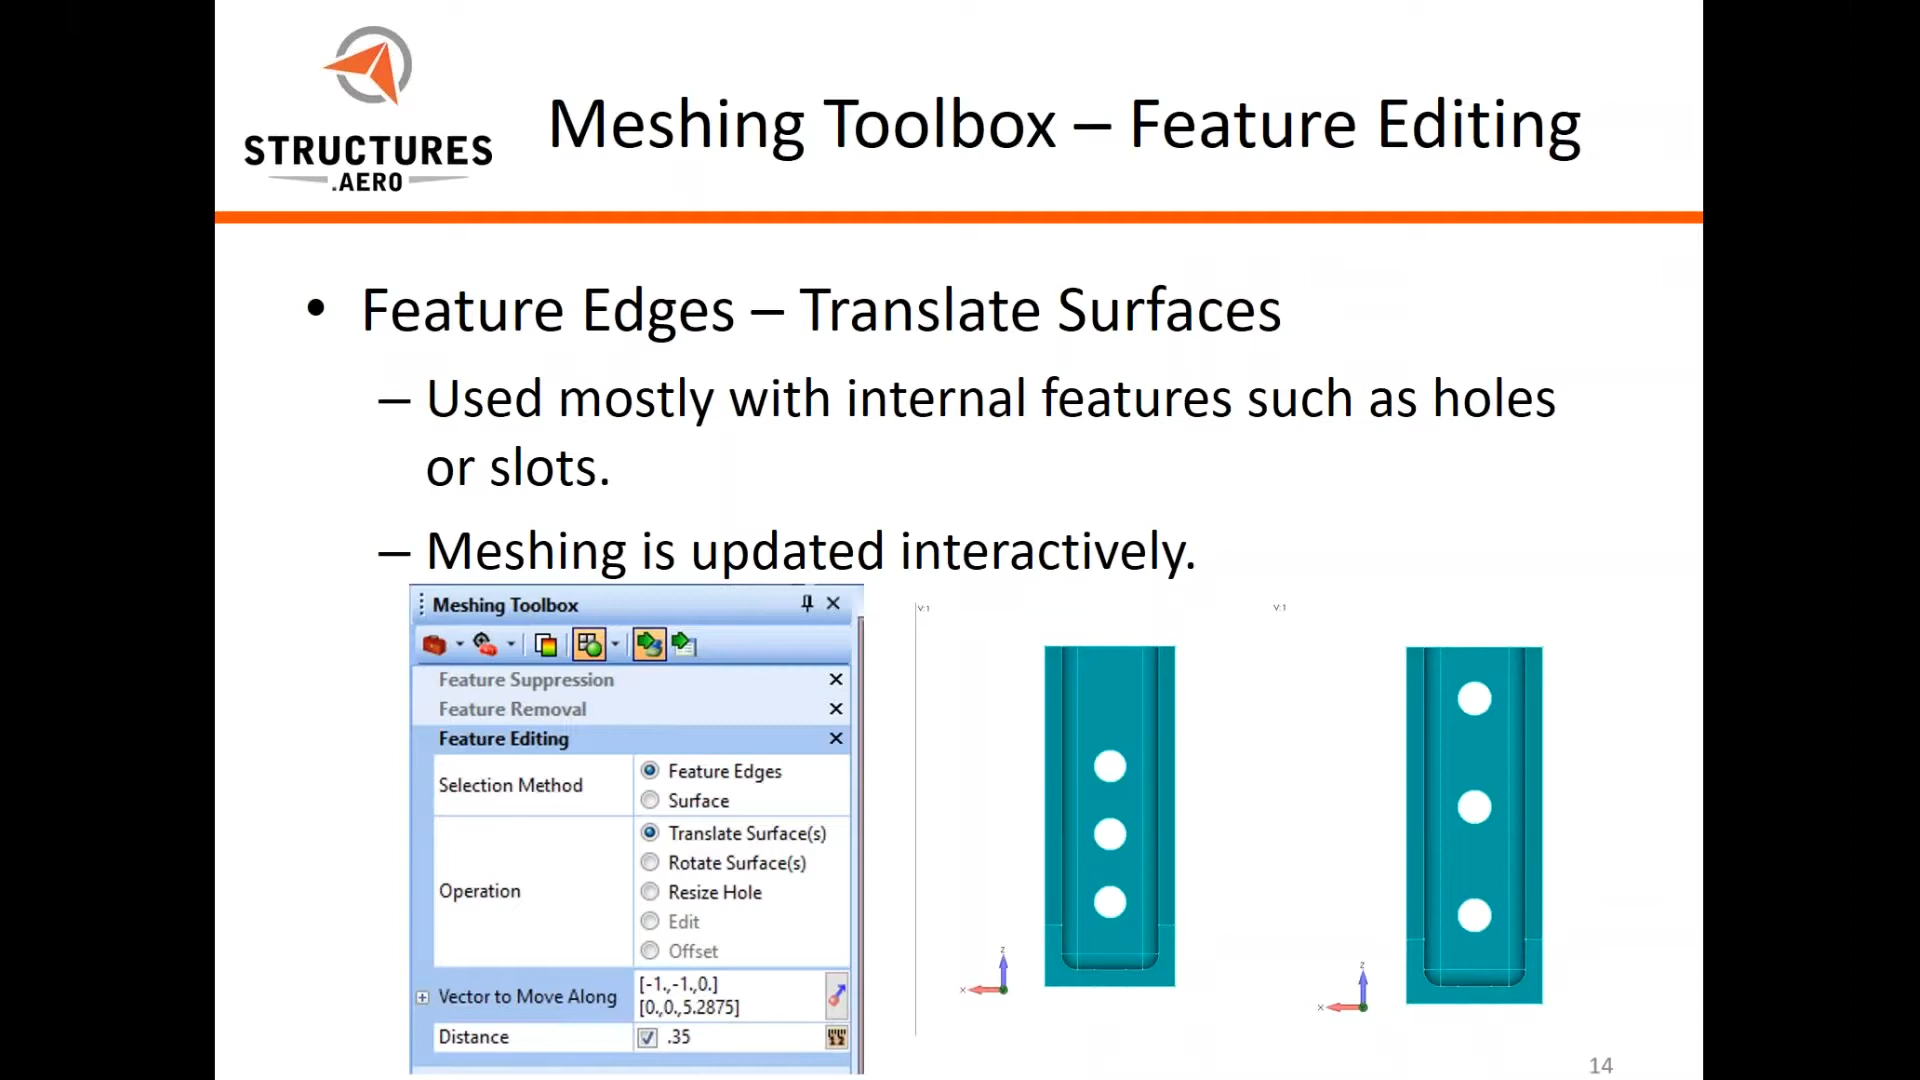 STRUCTURES
.AERO
Meshing Toolbox – Feature Editing
• Feature Edges – Translate Surfaces
– Used mostly with internal features such as holes
or slots.
– Meshing is updated interactively.
Meshing Toolbox
Feature Suppression
Feature Removal
Feature Editing
Selection Method
Feature Edges
Surface
Operation
Translate Surface(s)
Rotate Surface(s)
Resize Hole
Edit
Offset
Vector to Move Along
[-1.,-1.,0.]
[0.,0.,5.2875]
Distance
.35
V:1
Z
X
V:1
Z
X
14